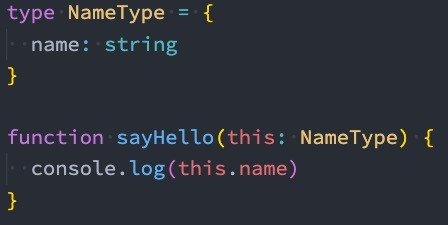 type NameType = {
  name: string
}

function sayHello(this: NameType) {
  console.log(this.name)
}